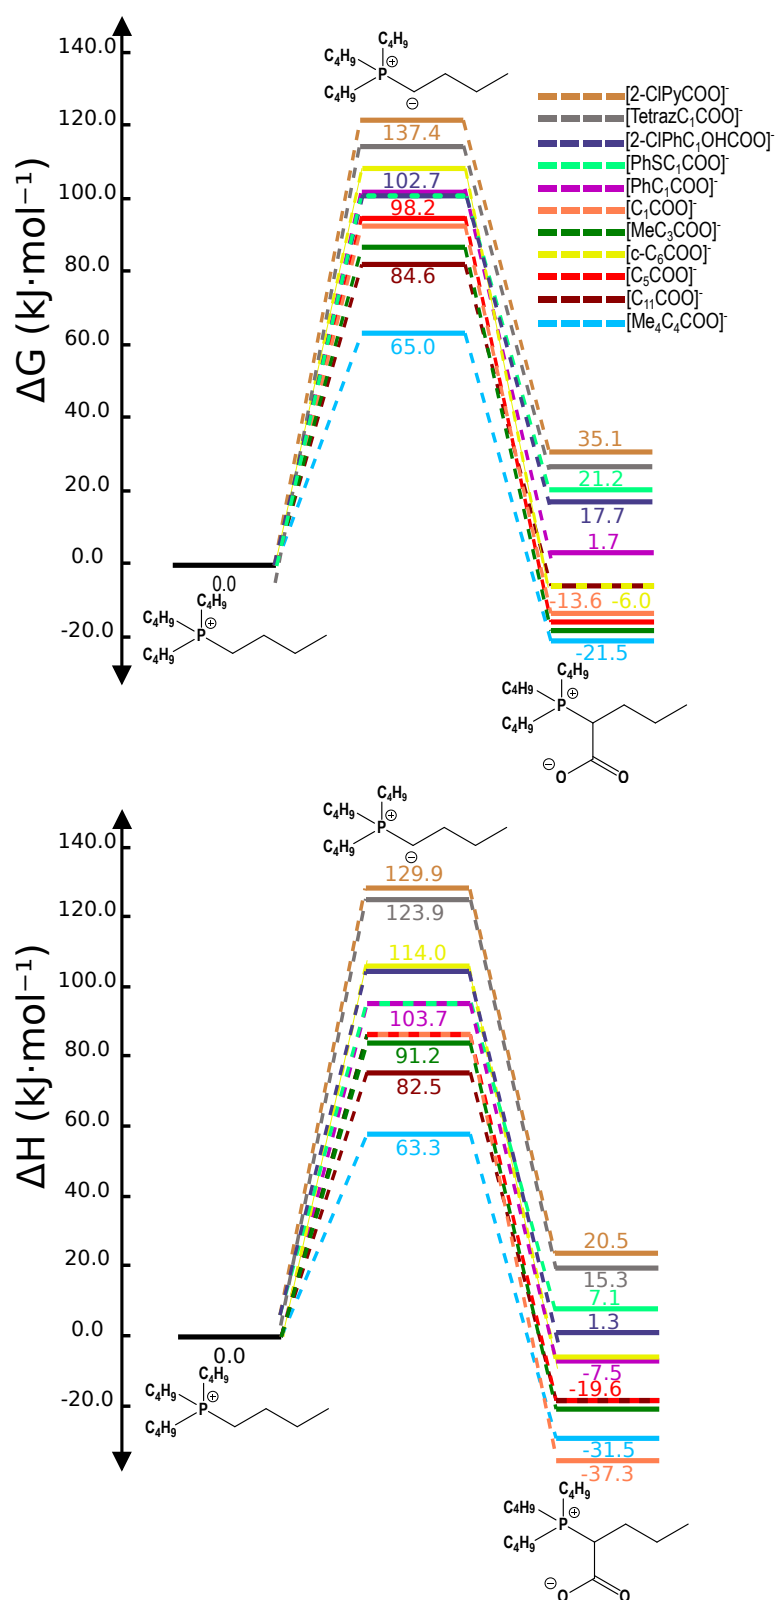 140.0
C₄H₉
C₄H₉
P
⊕
C₄H₉
⊖
[2-ClPyCOO]⁻
[TetrazC₁COO]⁻
[2-ClPhC₁OHCOO]⁻
[PhSC₁COO]⁻
[PhC₁COO]⁻
[C₁COO]⁻
[MeC₃COO]⁻
[c-C₆COO]⁻
[C₅COO]⁻
[C₁₁COO]⁻
[Me₄C₄COO]⁻
120.0
137.4
100.0
102.7
98.2
80.0
84.6
60.0
65.0
40.0
35.1
20.0
21.2
17.7
1.7
0.0
0.0
-13.6 -6.0
-20.0
-21.5
ΔG (kJ·mol⁻¹)
C₄H₉
C₄H₉
P
⊕
C₄H₉
C₄H₉
C4H₉
P
⊕
C₄H₉
⊖
O
O
140.0
C₄H₉
C₄H₉
P
⊕
C₄H₉
⊖
129.9
120.0
123.9
114.0
100.0
103.7
91.2
80.0
82.5
60.0
63.3
40.0
20.0
20.5
15.3
7.1
1.3
0.0
0.0
-7.5
-19.6
-20.0
-31.5
-37.3
ΔH (kJ·mol⁻¹)
C₄H₉
C₄H₉
P
⊕
C₄H₉
C₄H₉
C4H₉
P
⊕
C₄H₉
⊖
O
O